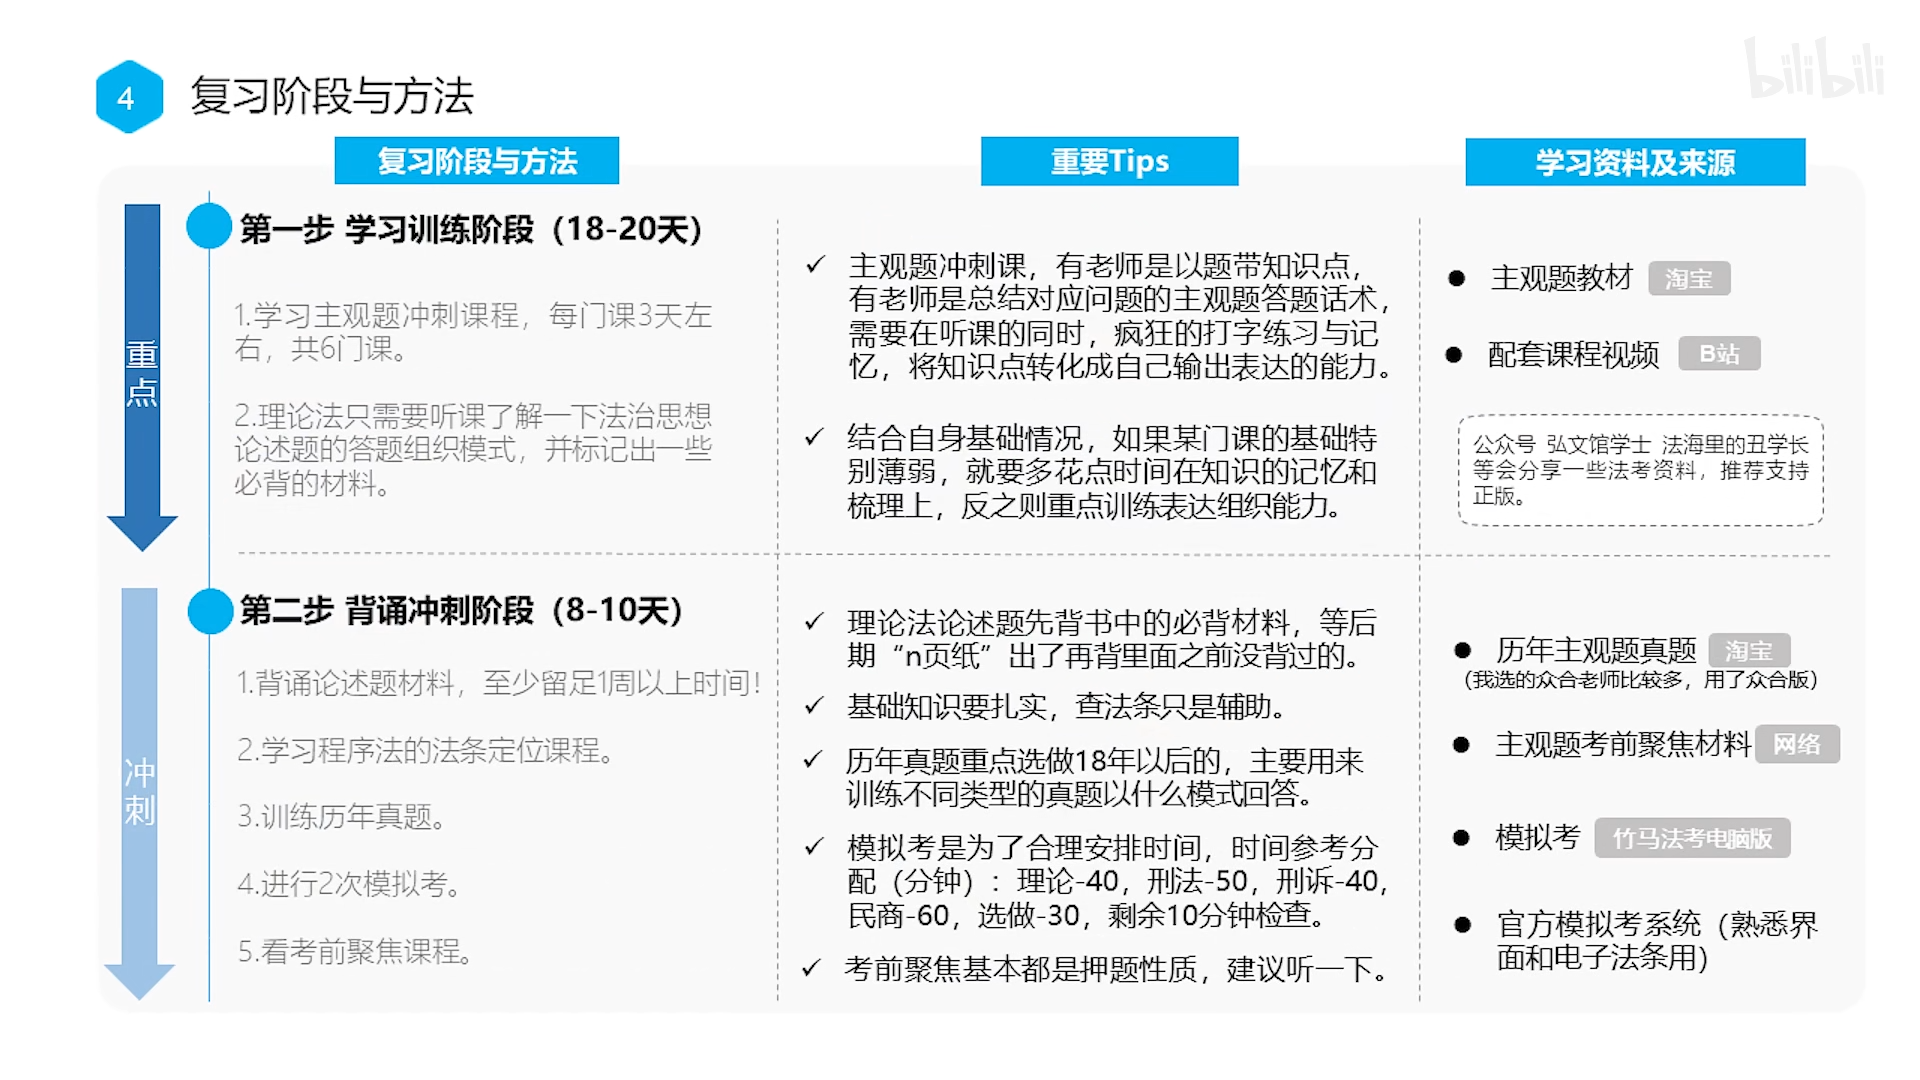 4
复习阶段与方法
bilibili
复习阶段与方法
重要Tips
学习资料及来源
重点
第一步 学习训练阶段（18-20天）
1.学习主观题冲刺课程，每门课3天左
右，共6门课。
2.理论法只需要听课了解一下法治思想
论述题的答题组织模式，并标记出一些
必背的材料。
✓ 主观题冲刺课，有老师是以题带知识点，
有老师是总结对应问题的主观题答题话术，
需要在听课的同时，疯狂的打字练习与记
忆，将知识点转化成自己输出表达的能力。
✓ 结合自身基础情况，如果某门课的基础特
别薄弱，就要多花点时间在知识的记忆和
梳理上，反之则重点训练表达组织能力。
● 主观题教材 淘宝
● 配套课程视频 B站
公众号 弘文馆学士 法海里的丑学长
等会分享一些法考资料，推荐支持
正版。
冲刺
第二步 背诵冲刺阶段（8-10天）
1.背诵论述题材料，至少留足1周以上时间！
2.学习程序法的法条定位课程。
3.训练历年真题。
4.进行2次模拟考。
5.看考前聚焦课程。
✓ 理论法论述题先背书中的必背材料，等后
期“n页纸”出了再背里面之前没背过的。
✓ 基础知识要扎实，查法条只是辅助。
✓ 历年真题重点选做18年以后的，主要用来
训练不同类型的真题以什么模式回答。
✓ 模拟考是为了合理安排时间，时间参考分
配（分钟）：理论-40，刑法-50，刑诉-40，
民商-60，选做-30，剩余10分钟检查。
✓ 考前聚焦基本都是押题性质，建议听一下。
● 历年主观题真题 淘宝
（我选的众合老师比较多，用了众合版）
● 主观题考前聚焦材料 网络
● 模拟考 竹马法考电脑版
● 官方模拟考系统（熟悉界
面和电子法条用）